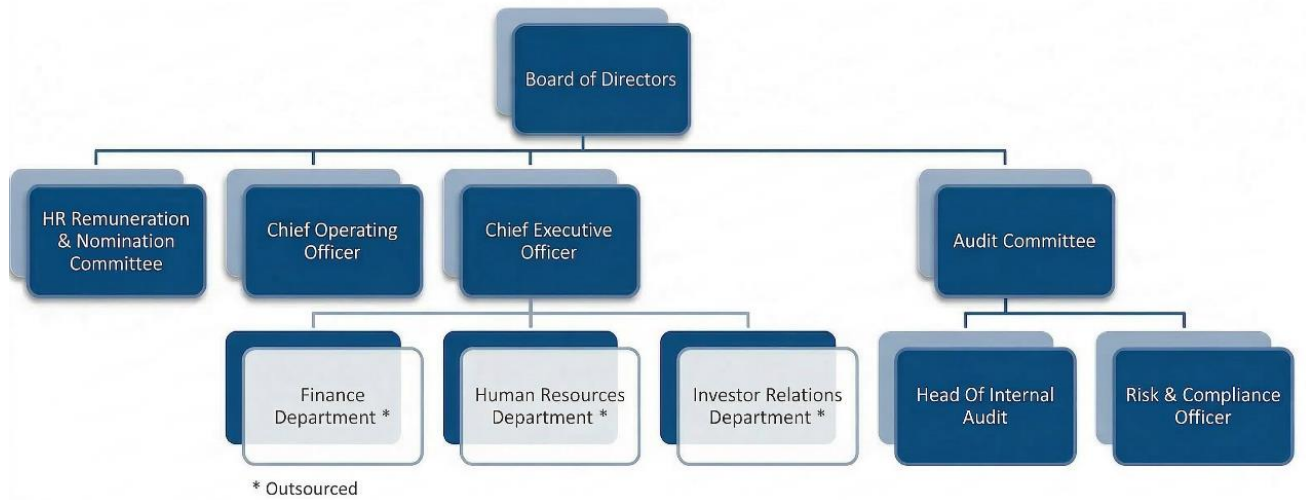 Board of Directors
HR Remuneration
& Nomination
Committee
Chief Operating
Officer
Chief Executive
Officer
Audit Committee
Finance
Department *
Human Resources
Department *
Investor Relations
Department *
Head Of Internal
Audit
Risk & Compliance
Officer
* Outsourced